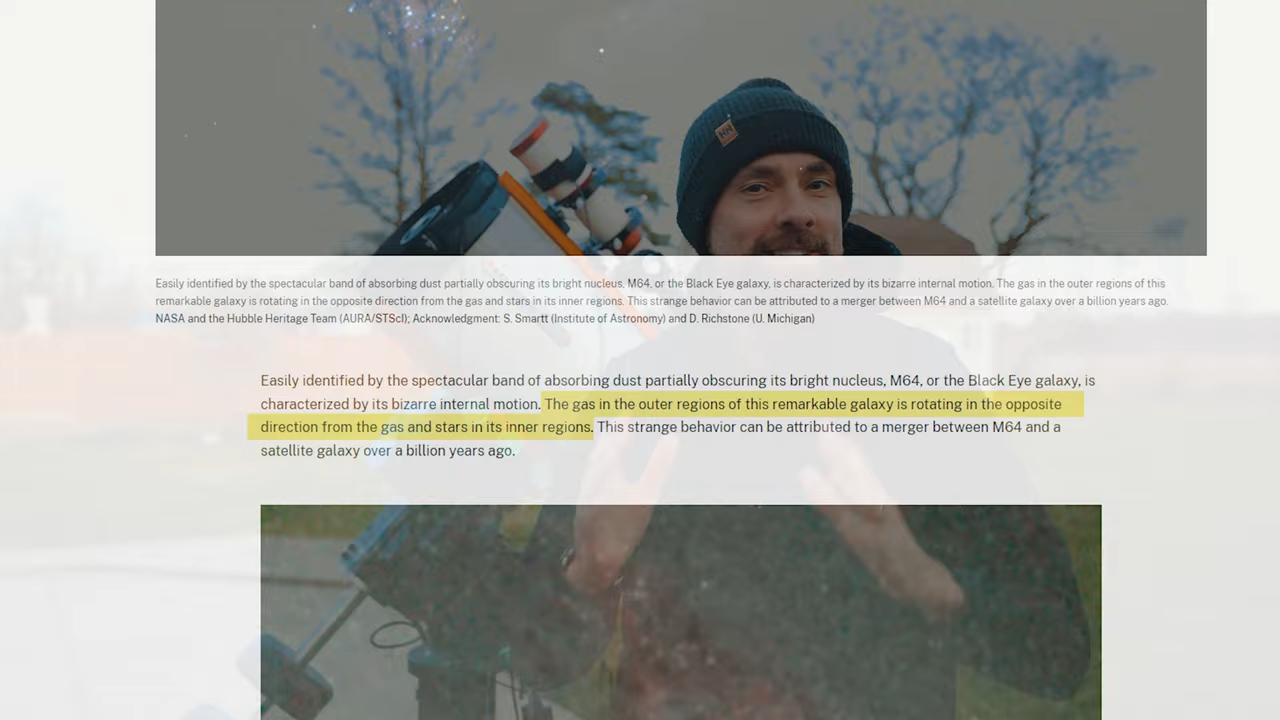 HH
Easily identified by the spectacular band of absorbing dust partially obscuring its bright nucleus, M64, or the Black Eye galaxy, is characterized by its bizarre internal motion. The gas in the outer regions of this
remarkable galaxy is rotating in the opposite direction from the gas and stars in its inner regions. This strange behavior can be attributed to a merger between M64 and a satellite galaxy over a billion years ago.
NASA and the Hubble Heritage Team (AURA/STScI); Acknowledgment: S. Smartt (Institute of Astronomy) and D. Richstone (U. Michigan)
Easily identified by the spectacular band of absorbing dust partially obscuring its bright nucleus, M64, or the Black Eye galaxy, is
characterized by its bizarre internal motion. The gas in the outer regions of this remarkable galaxy is rotating in the opposite
direction from the gas and stars in its inner regions. This strange behavior can be attributed to a merger between M64 and a
satellite galaxy over a billion years ago.